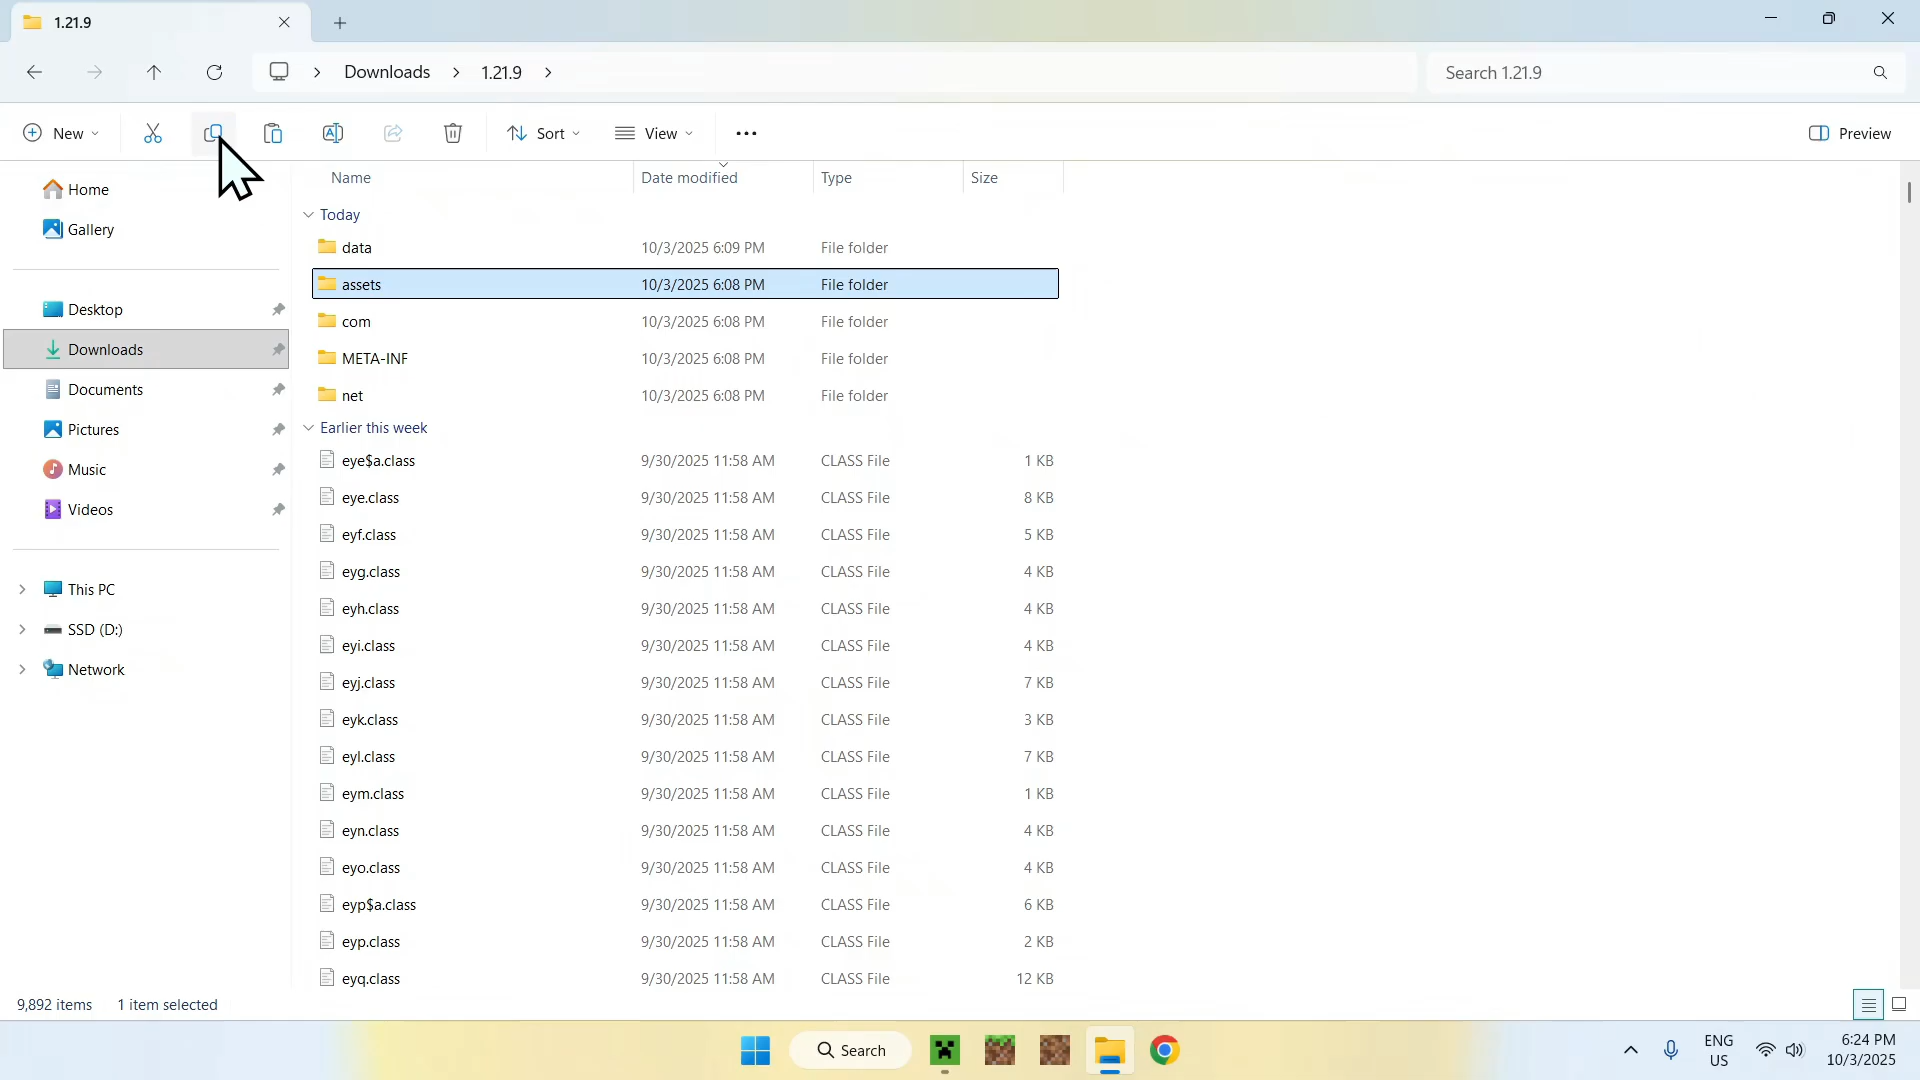 1.21.9
Downloads 1.21.9
Search 1.21.9
New
Sort
View
Preview
Home
Gallery
Desktop
Downloads
Documents
Pictures
Music
Videos
This PC
SSD (D:)
Network
Name Date modified Type Size
Today
data 10/3/2025 6:09 PM File folder
assets 10/3/2025 6:08 PM File folder
com 10/3/2025 6:08 PM File folder
META-INF 10/3/2025 6:08 PM File folder
net 10/3/2025 6:08 PM File folder
Earlier this week
eye$a.class 9/30/2025 11:58 AM CLASS File 1 KB
eye.class 9/30/2025 11:58 AM CLASS File 8 KB
eyf.class 9/30/2025 11:58 AM CLASS File 5 KB
eyg.class 9/30/2025 11:58 AM CLASS File 4 KB
eyh.class 9/30/2025 11:58 AM CLASS File 4 KB
eyi.class 9/30/2025 11:58 AM CLASS File 4 KB
eyj.class 9/30/2025 11:58 AM CLASS File 7 KB
eyk.class 9/30/2025 11:58 AM CLASS File 3 KB
eyl.class 9/30/2025 11:58 AM CLASS File 7 KB
eym.class 9/30/2025 11:58 AM CLASS File 1 KB
eyn.class 9/30/2025 11:58 AM CLASS File 4 KB
eyo.class 9/30/2025 11:58 AM CLASS File 4 KB
eyp$a.class 9/30/2025 11:58 AM CLASS File 6 KB
eyp.class 9/30/2025 11:58 AM CLASS File 2 KB
eyq.class 9/30/2025 11:58 AM CLASS File 12 KB
9,892 items 1 item selected
Search
ENG
US
6:24 PM
10/3/2025